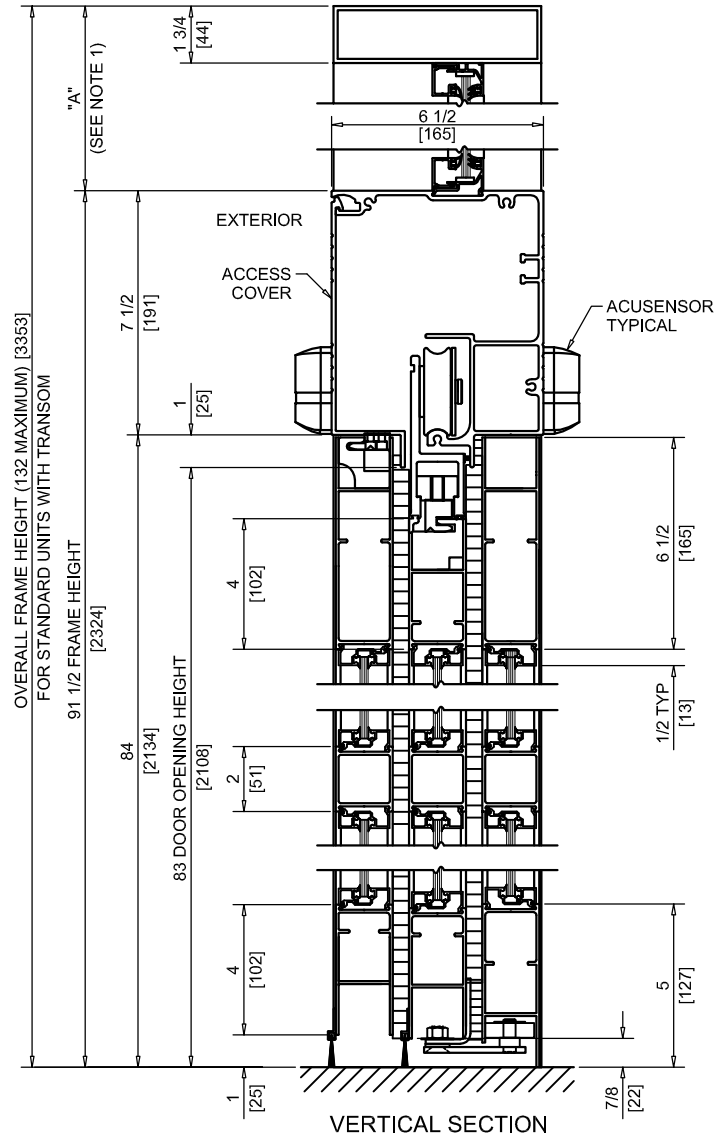 1 3/4
[44]
"A"
(SEE NOTE 1)
6 1/2
[165]
EXTERIOR
ACCESS
COVER
ACUSENSOR
TYPICAL
7 1/2
[191]
1
[25]
OVERALL FRAME HEIGHT (132 MAXIMUM) [3353]
FOR STANDARD UNITS WITH TRANSOM
91 1/2 FRAME HEIGHT
[2324]
84
[2134]
83 DOOR OPENING HEIGHT
[2108]
4
[102]
6 1/2
[165]
1/2 TYP
[13]
2
[51]
4
[102]
5
[127]
1
[25]
7/8
[22]
VERTICAL SECTION